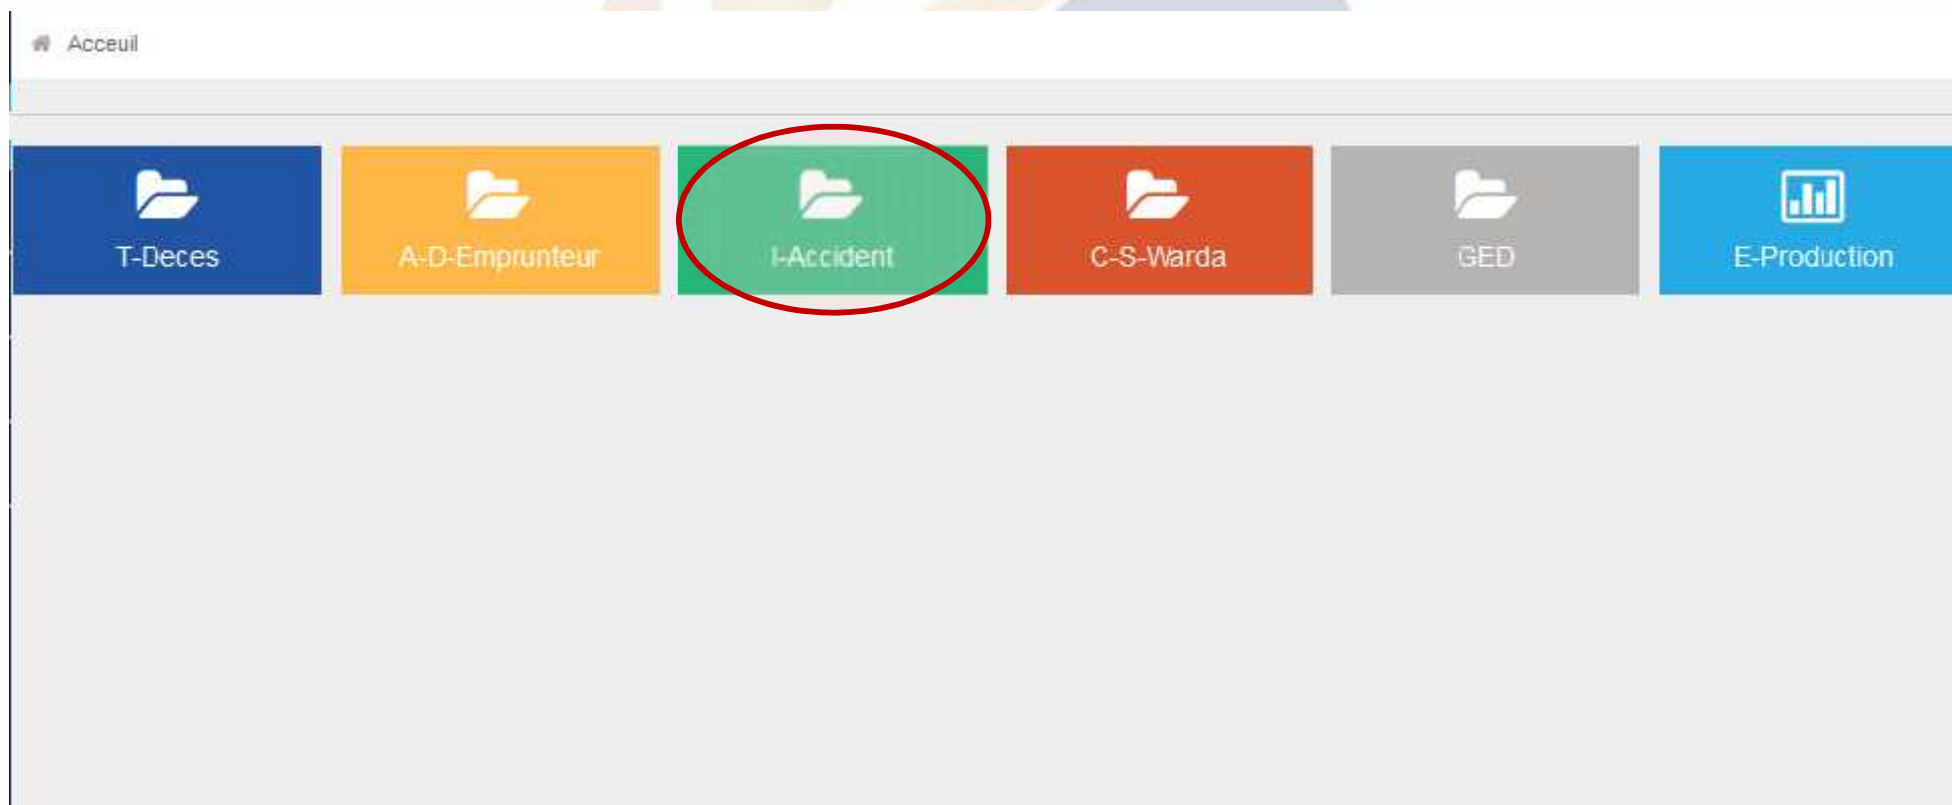 Acceuil
T-Deces
A-D-Emprunteur
I-Accident
C-S-Warda
GED
E-Production